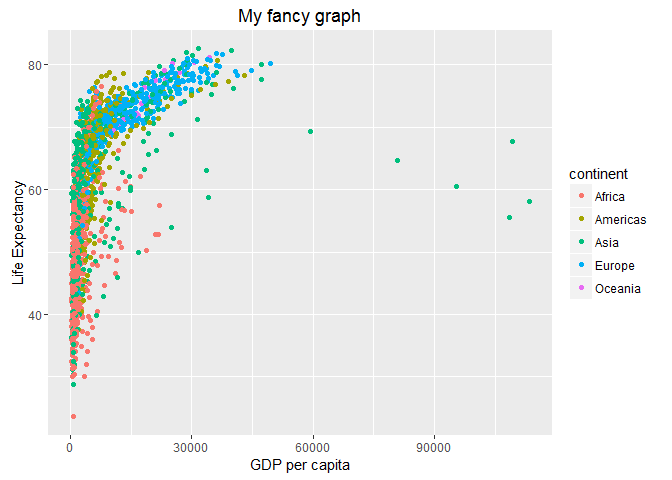 My fancy graph
Life Expectancy
80
60
40
0
30000
60000
90000
GDP per capita
continent
Africa
Americas
Asia
Europe
Oceania